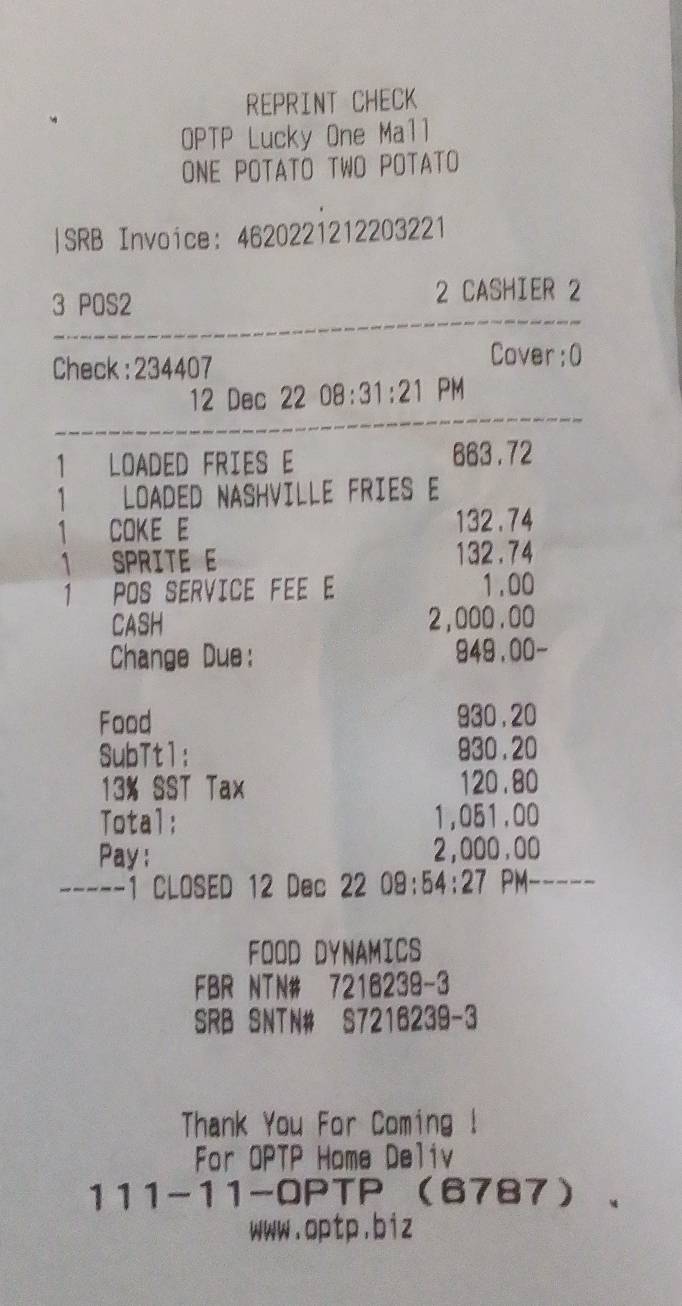 REPRINT CHECK
OPTP Lucky One Mall
ONE POTATO TWO POTATO
|SRB Invoice: 4620221212203221
3 POS2 2 CASHIER 2
Check:234407 Cover:0
12 Dec 22 08:31:21 PM
1 LOADED FRIES E 663.72
1 LOADED NASHVILLE FRIES E
1 COKE E 132.74
1 SPRITE E 132.74
1 POS SERVICE FEE E 1.00
CASH 2,000.00
Change Due: 949.00-
Food 930.20
SubTtl: 930.20
13% SST Tax 120.80
Total: 1,051.00
Pay: 2,000.00
-----1 CLOSED 12 Dec 22 09:54:27 PM-----
FOOD DYNAMICS
FBR NTN# 7216239-3
SRB SNTN# S7216239-3
Thank You For Coming !
For OPTP Home Deliv
111-11-OPTP (6787) .
www.optp.biz